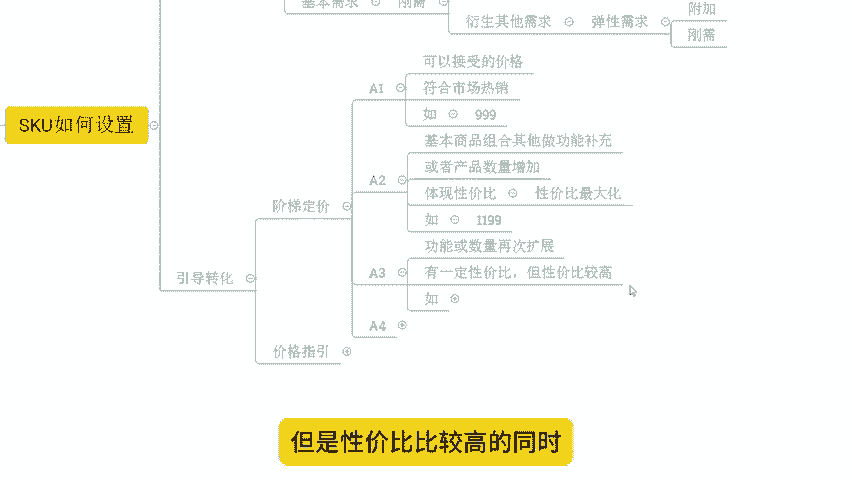 基本需求
刚需
衍生其他需求
弹性需求
附加
刚需
SKU如何设置
引导转化
阶梯定价
A1
可以接受的价格
符合市场热销
如
999
A2
基本商品组合其他做功能补充
或者产品数量增加
体现性价比
性价比最大化
如
1199
A3
功能或数量再次扩展
有一定性价比，但性价比较高
如
A4
价格指引
但是性价比比较高的同时